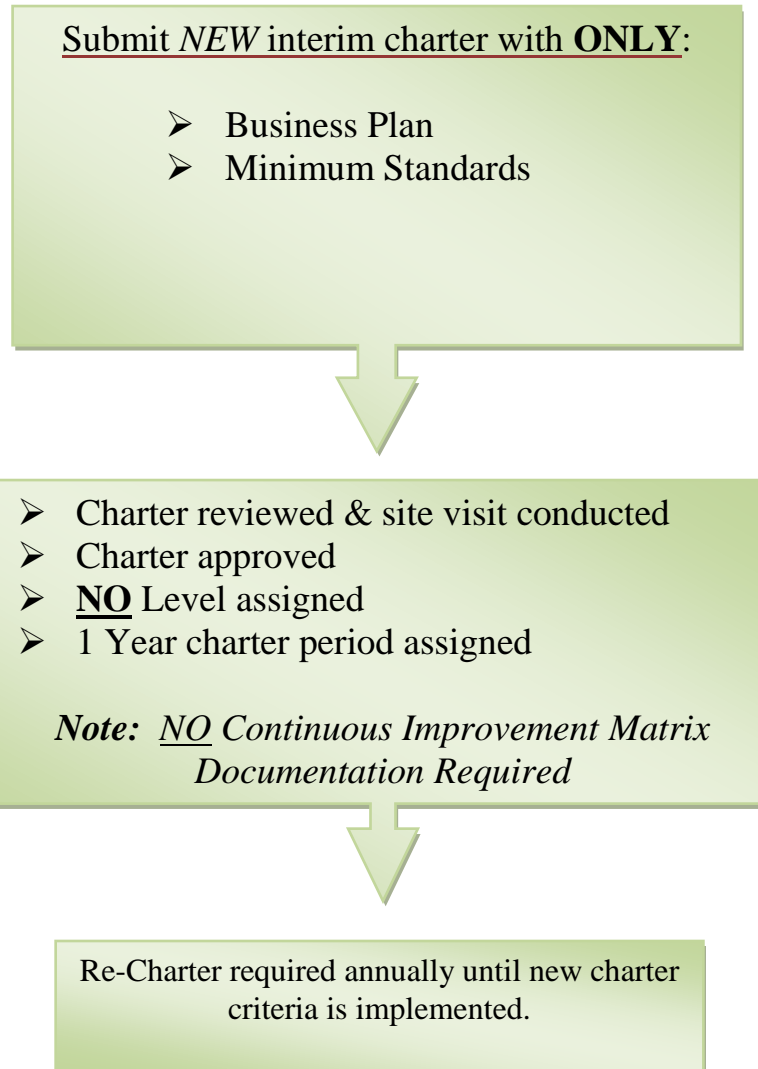 Submit NEW interim charter with ONLY:
➢ Business Plan
➢ Minimum Standards
➢ Charter reviewed & site visit conducted
➢ Charter approved
➢ NO Level assigned
➢ 1 Year charter period assigned
Note: NO Continuous Improvement Matrix
Documentation Required
Re-Charter required annually until new charter
criteria is implemented.